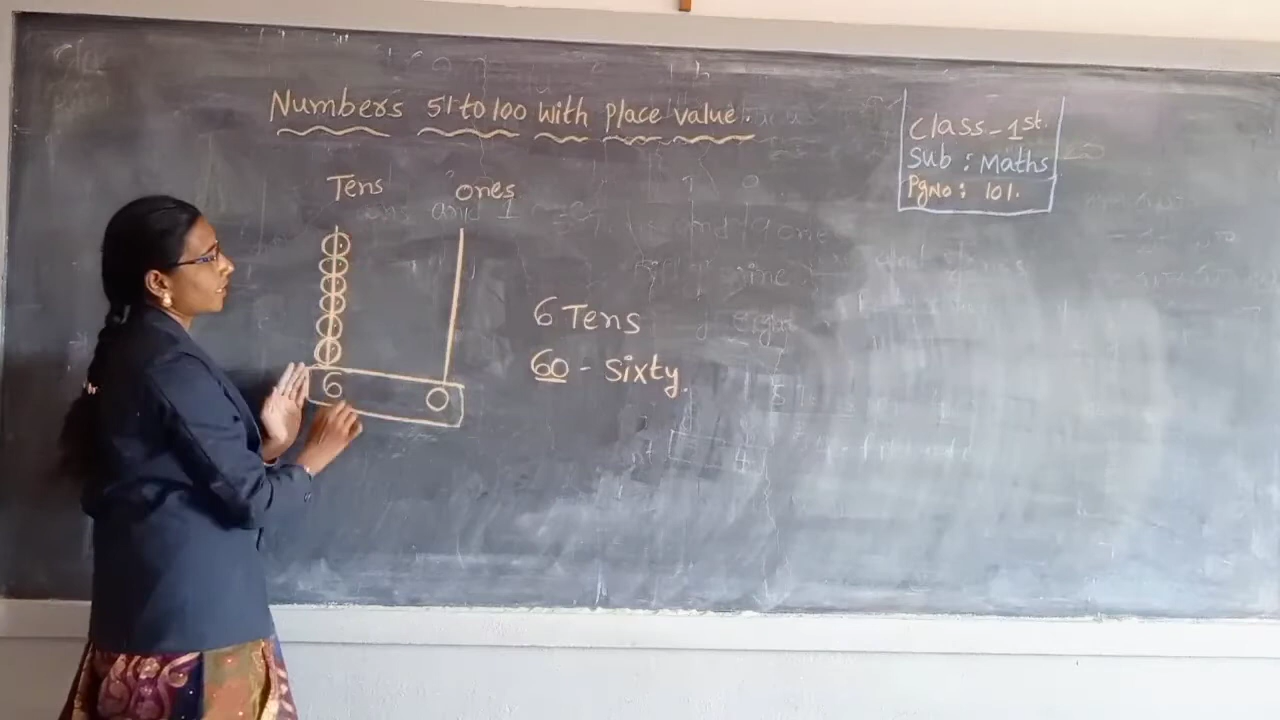 Numbers 51 to 100 with place value.
Class - 1st.
Sub : Maths
Pg No : 101.
Tens ones
6 Tens
60 - Sixty.
6 0